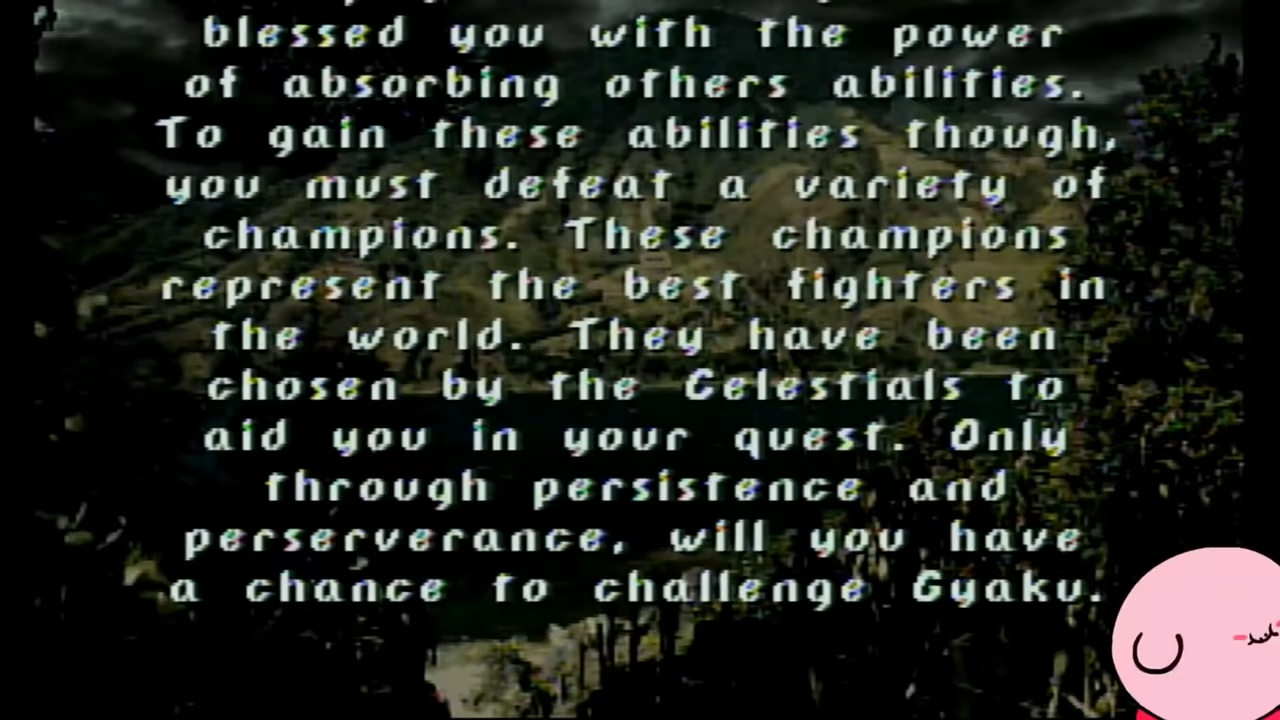 blessed you with the power
of absorbing others abilities.
To gain these abilities though,
you must defeat a variety of
champions. These champions
represent the best fighters in
the world. They have been
chosen by the Celestials to
aid you in your quest. Only
through persistence and
perserverance, will you have
a chance to challenge Gyaku.